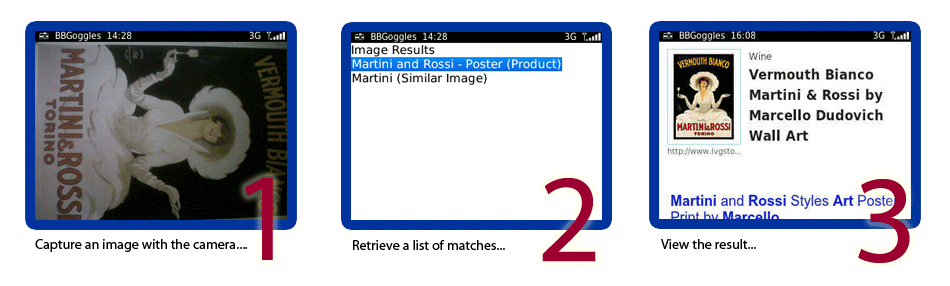 BBGoggles 14:28 3G
MARTINI & ROSSI
TORINO
VERMOUTH BIANCO
1
Capture an image with the camera....
BBGoggles 14:28 3G
Image Results
Martini and Rossi - Poster (Product)
Martini (Similar Image)
2
Retrieve a list of matches...
BBGoggles 16:08 3G
VERMOUTH BIANCO
MARTINI & ROSSI
TORINO
http://www.ivgsto...
Wine
Vermouth Bianco
Martini & Rossi by
Marcello Dudovich
Wall Art
Martini and Rossi Styles Art Poste
Print by Marcello
3
View the result...